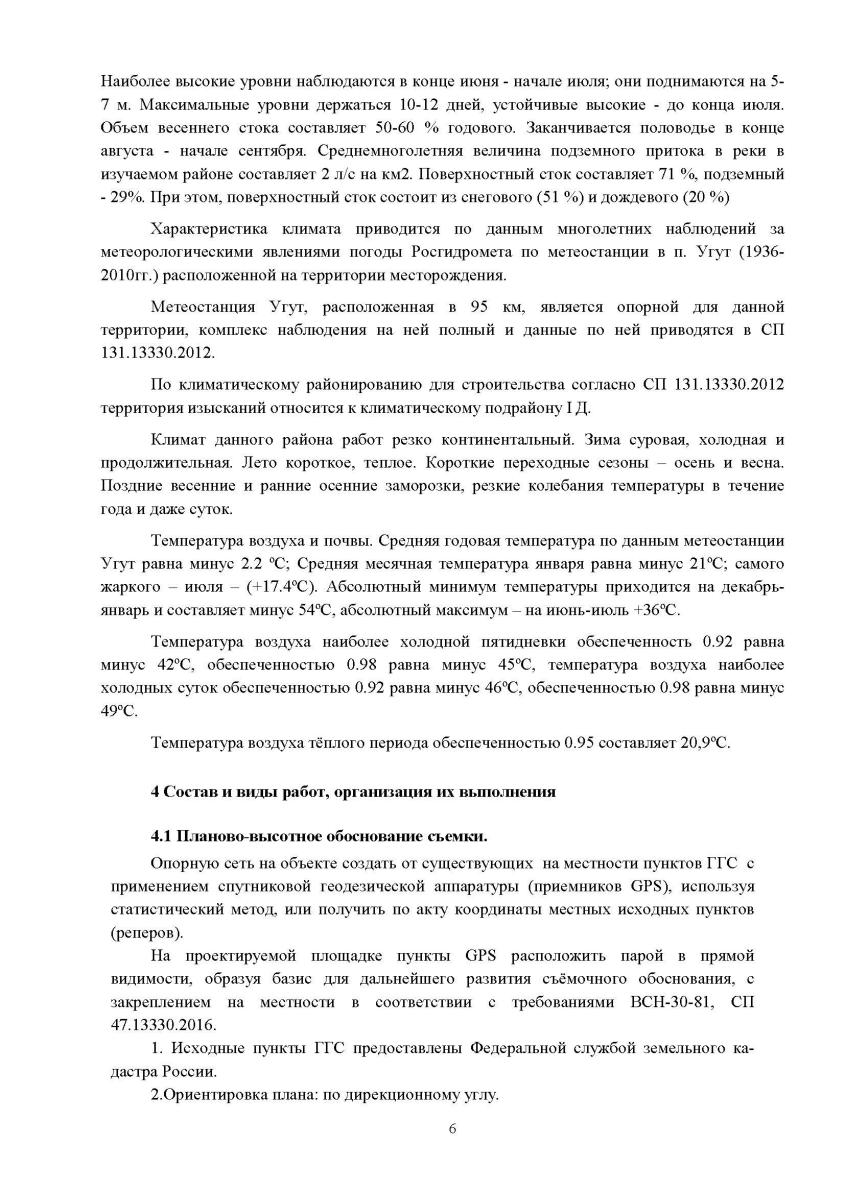 Наиболее высокие уровни наблюдаются в конце июня - начале июля; они поднимаются на 5-
7 м. Максимальные уровни держаться 10-12 дней, устойчивые высокие - до конца июля.
Объем весеннего стока составляет 50-60 % годового. Заканчивается половодье в конце
августа - начале сентября. Среднемноголетняя величина подземного притока в реки в
изучаемом районе составляет 2 л/с на км2. Поверхностный сток составляет 71 %, подземный
- 29%. При этом, поверхностный сток состоит из снегового (51 %) и дождевого (20 %)
Характеристика климата приводится по данным многолетних наблюдений за
метеорологическими явлениями погоды Росгидромета по метеостанции в п. Угут (1936-
2010гг.) расположенной на территории месторождения.
Метеостанция Угут, расположенная в 95 км, является опорной для данной
территории, комплекс наблюдения на ней полный и данные по ней приводятся в СП
131.13330.2012.
По климатическому районированию для строительства согласно СП 131.13330.2012
территория изысканий относится к климатическому подрайону I Д.
Климат данного района работ резко континентальный. Зима суровая, холодная и
продолжительная. Лето короткое, теплое. Короткие переходные сезоны – осень и весна.
Поздние весенние и ранние осенние заморозки, резкие колебания температуры в течение
года и даже суток.
Температура воздуха и почвы. Средняя годовая температура по данным метеостанции
Угут равна минус 2.2 ºС; Средняя месячная температура января равна минус 21ºС; самого
жаркого – июля – (+17.4ºС). Абсолютный минимум температуры приходится на декабрь-
январь и составляет минус 54ºС, абсолютный максимум – на июнь-июль +36ºС.
Температура воздуха наиболее холодной пятидневки обеспеченность 0.92 равна
минус 42ºС, обеспеченностью 0.98 равна минус 45ºС, температура воздуха наиболее
холодных суток обеспеченностью 0.92 равна минус 46ºС, обеспеченностью 0.98 равна минус
49ºС.
Температура воздуха тёплого периода обеспеченностью 0.95 составляет 20,9ºС.
4 Состав и виды работ, организация их выполнения
4.1 Планово-высотное обоснование съемки.
Опорную сеть на объекте создать от существующих на местности пунктов ГГС с
применением спутниковой геодезической аппаратуры (приемников GPS), используя
статистический метод, или получить по акту координаты местных исходных пунктов
(реперов).
На проектируемой площадке пункты GPS расположить парой в прямой
видимости, образуя базис для дальнейшего развития съёмочного обоснования, с
закреплением на местности в соответствии с требованиями ВСН-30-81, СП
47.13330.2016.
1. Исходные пункты ГГС предоставлены Федеральной службой земельного ка-
дастра России.
2.Ориентировка плана: по дирекционному углу.
6